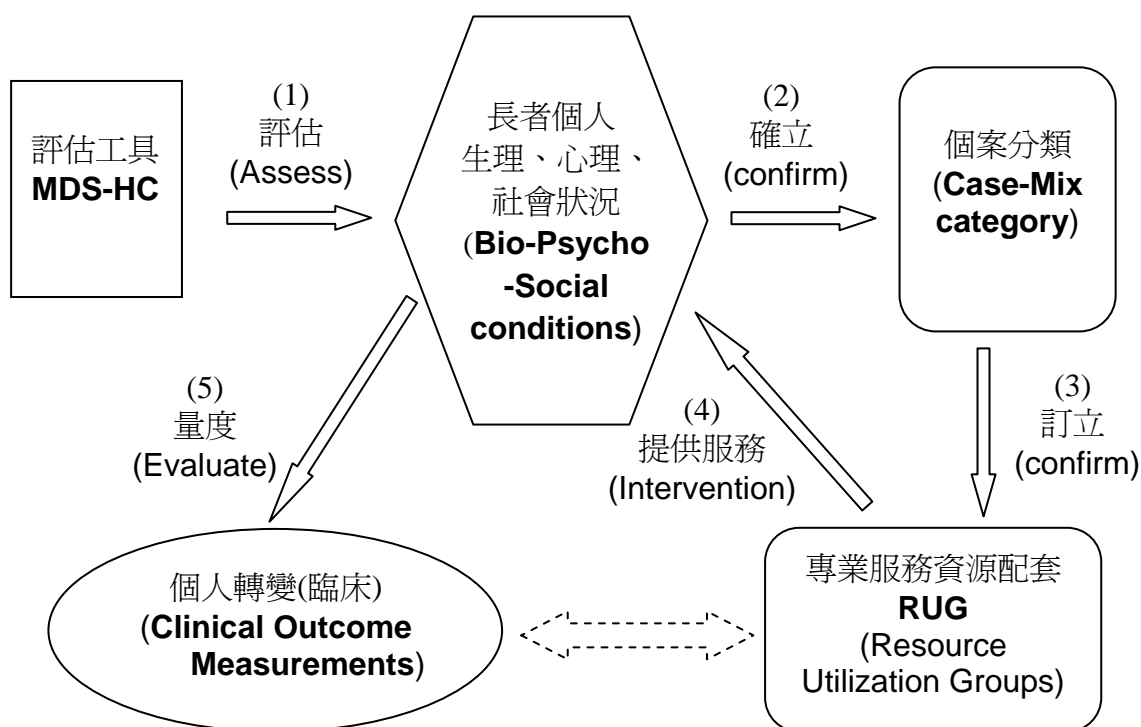 評估工具
MDS-HC
(1)
評估
(Assess)
長者個人
生理、心理、
社會狀況
(Bio-Psycho
-Social
conditions)
(2)
確立
(confirm)
個案分類
(Case-Mix
category)
(3)
訂立
(confirm)
專業服務資源配套
RUG
(Resource
Utilization Groups)
(4)
提供服務
(Intervention)
(5)
量度
(Evaluate)
個人轉變(臨床)
(Clinical Outcome
Measurements)